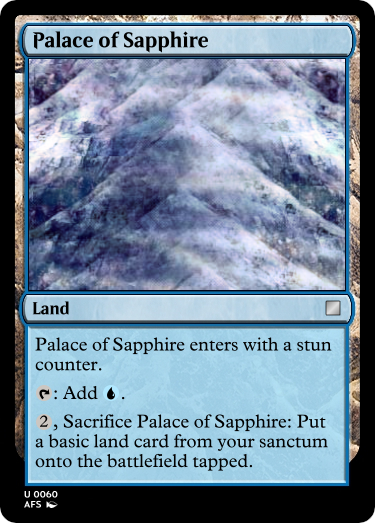 Palace of Sapphire
Land
Palace of Sapphire enters with a stun
counter.
: Add .
2, Sacrifice Palace of Sapphire: Put
a basic land card from your sanctum
onto the battlefield tapped.
U 0060
AFS